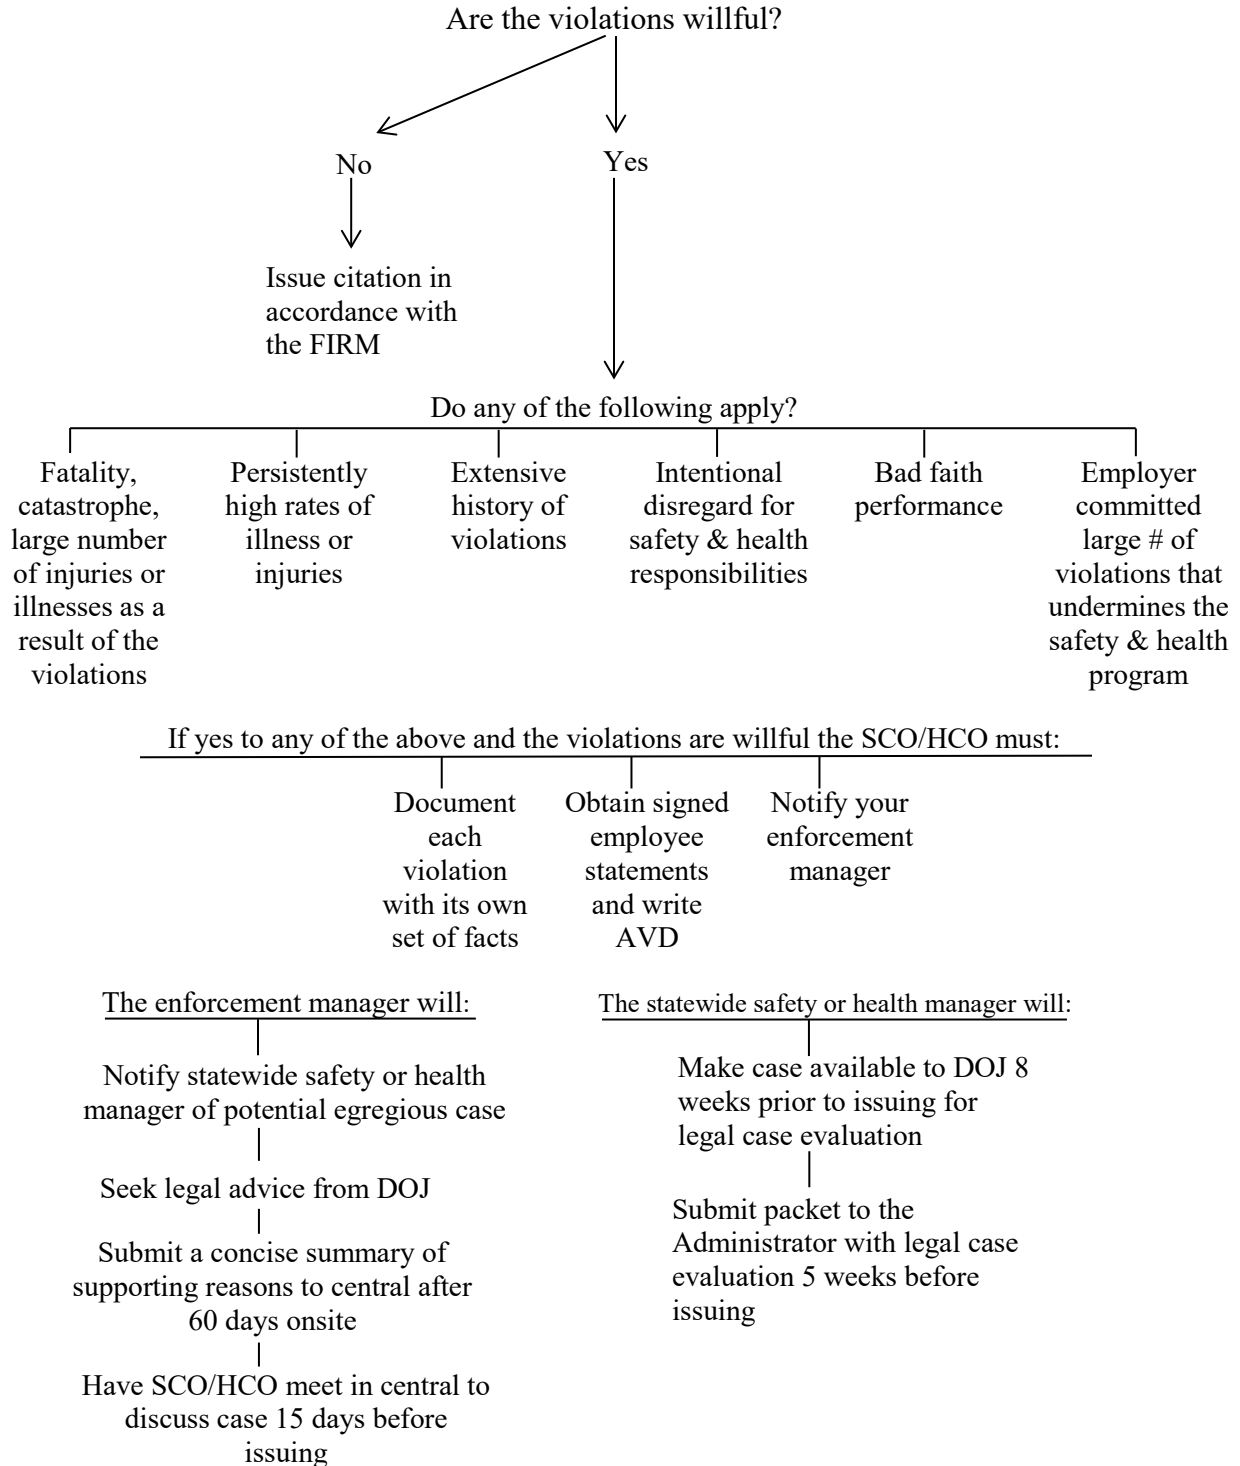 Are the violations willful?
No
Yes
Issue citation in
accordance with
the FIRM
Do any of the following apply?
Fatality,
catastrophe,
large number
of injuries or
illnesses as a
result of the
violations
Persistently
high rates of
illness or
injuries
Extensive
history of
violations
Intentional
disregard for
safety & health
responsibilities
Bad faith
performance
Employer
committed
large # of
violations that
undermines the
safety & health
program
If yes to any of the above and the violations are willful the SCO/HCO must:
Document
each
violation
with its own
set of facts
Obtain signed
employee
statements
and write
AVD
Notify your
enforcement
manager
The enforcement manager will:
Notify statewide safety or health
manager of potential egregious case
Seek legal advice from DOJ
Submit a concise summary of
supporting reasons to central after
60 days onsite
Have SCO/HCO meet in central to
discuss case 15 days before
issuing
The statewide safety or health manager will:
Make case available to DOJ 8
weeks prior to issuing for
legal case evaluation
Submit packet to the
Administrator with legal case
evaluation 5 weeks before
issuing